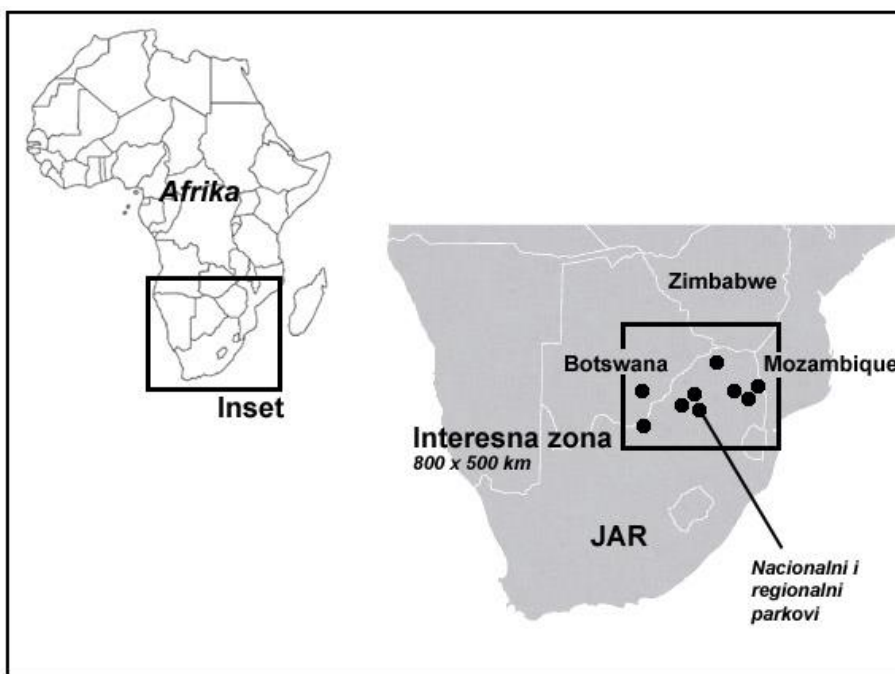 Afrika
Inset
Zimbabwe
Botswana
Mozambique
Interesna zona
800 x 500 km
JAR
Nacionalni i
regionalni
parkovi